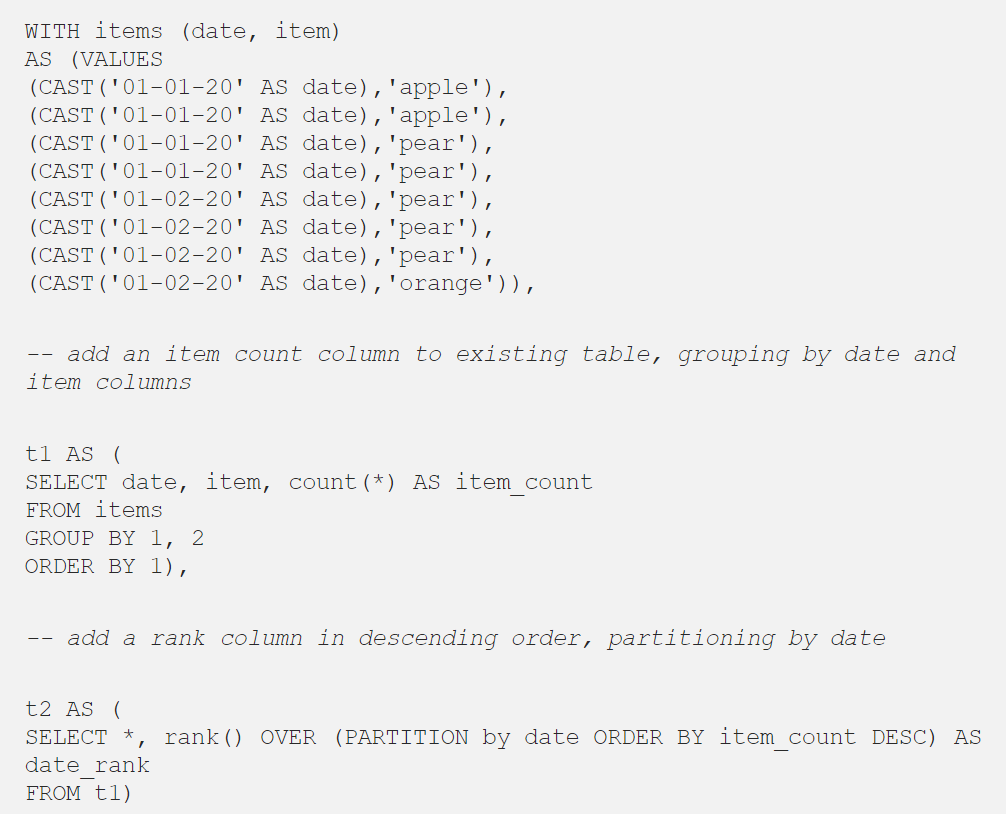 WITH items (date, item)
AS (VALUES
(CAST('01-01-20' AS date),'apple'),
(CAST('01-01-20' AS date),'apple'),
(CAST('01-01-20' AS date),'pear'),
(CAST('01-01-20' AS date),'pear'),
(CAST('01-02-20' AS date),'pear'),
(CAST('01-02-20' AS date),'pear'),
(CAST('01-02-20' AS date),'pear'),
(CAST('01-02-20' AS date),'orange')),
-- add an item count column to existing table, grouping by date and
item columns
t1 AS (
SELECT date, item, count(*) AS item_count
FROM items
GROUP BY 1, 2
ORDER BY 1),
-- add a rank column in descending order, partitioning by date
t2 AS (
SELECT *, rank() OVER (PARTITION by date ORDER BY item_count DESC) AS
date_rank
FROM t1)